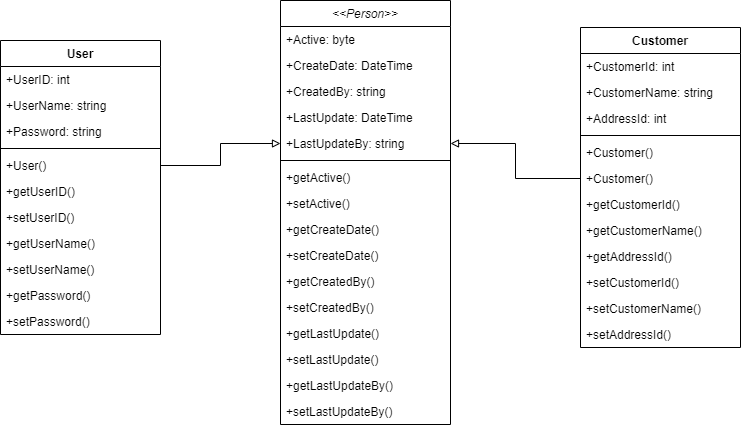 User
+UserID: int
+UserName: string
+Password: string
+User()
+getUserID()
+setUserID()
+getUserName()
+setUserName()
+getPassword()
+setPassword()
<<Person>>
+Active: byte
+CreateDate: DateTime
+CreatedBy: string
+LastUpdate: DateTime
+LastUpdateBy: string
+getActive()
+setActive()
+getCreateDate()
+setCreateDate()
+getCreatedBy()
+setCreatedBy()
+getLastUpdate()
+setLastUpdate()
+getLastUpdateBy()
+setLastUpdateBy()
Customer
+CustomerId: int
+CustomerName: string
+AddressId: int
+Customer()
+Customer()
+getCustomerId()
+getCustomerName()
+getAddressId()
+setCustomerId()
+setCustomerName()
+setAddressId()